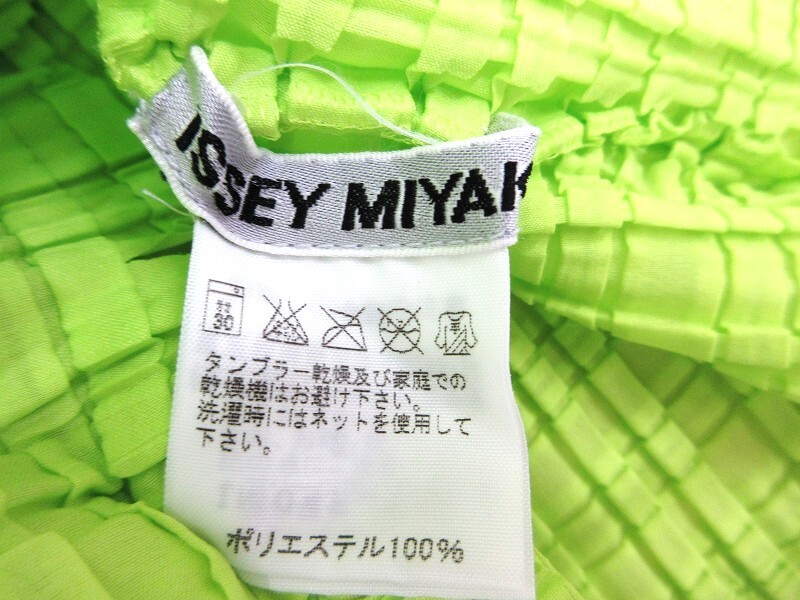 ISSEY MIYAK
弱
30
タンブラー乾燥及び家庭での
乾燥機はお避け下さい。
洗濯時にはネットを使用して
下さい。
ポリエステル100%